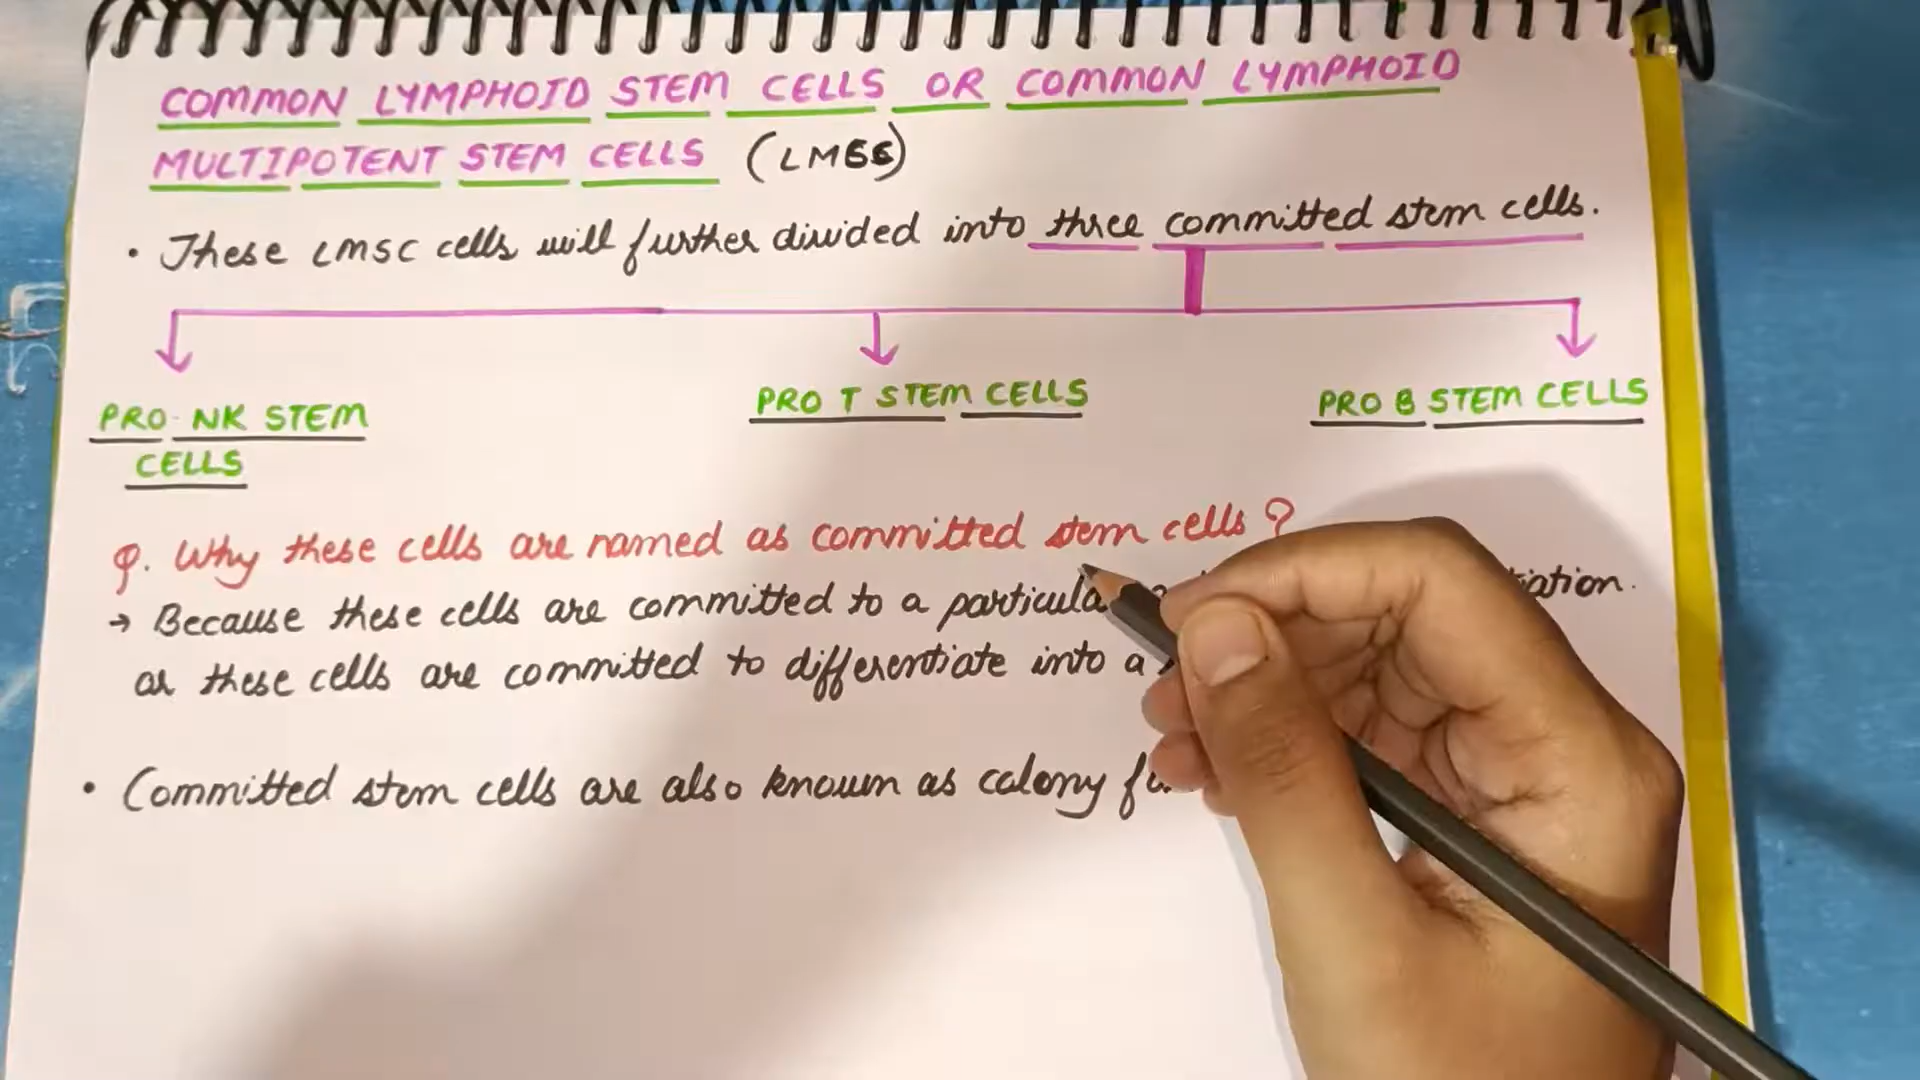 COMMON LYMPHOID STEM CELLS OR COMMON LYMPHOID
MULTIPOTENT STEM CELLS (LMSC)
• These LMSC cells will further divided into three committed stem cells.
PRO-NK STEM CELLS
PRO T STEM CELLS
PRO B STEM CELLS
Q. Why these cells are named as committed stem cells?
→ Because these cells are committed to a particula
or these cells are committed to differentiate into a
• Committed stem cells are also known as colony